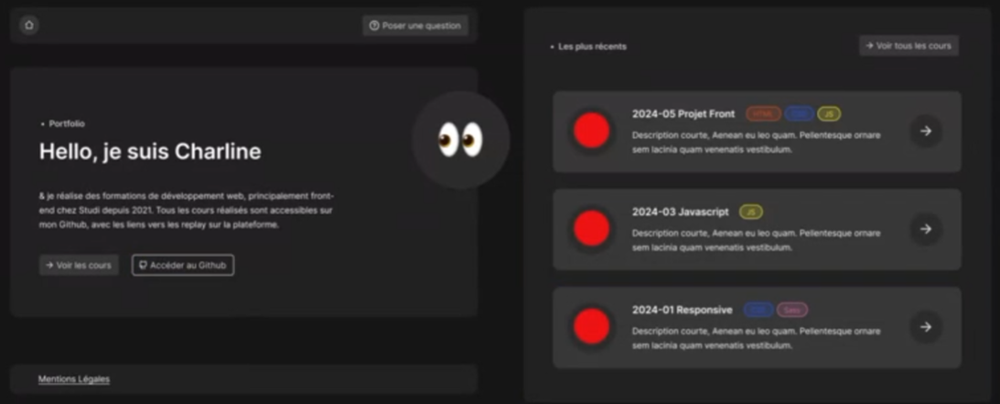 Poser une question
• Portfolio
Hello, je suis Charline
& je réalise des formations de développement web, principalement front-
end chez Studi depuis 2021. Tous les cours réalisés sont accessibles sur
mon Github, avec les liens vers les replay sur la plateforme.
→ Voir les cours
Accéder au Github
Mentions Légales
• Les plus récents
→ Voir tous les cours
2024-05 Projet Front HTML CSS JS
Description courte, Aenean eu leo quam. Pellentesque ornare
sem lacinia quam venenatis vestibulum.
2024-03 Javascript JS
Description courte, Aenean eu leo quam. Pellentesque ornare
sem lacinia quam venenatis vestibulum.
2024-01 Responsive CSS Sass
Description courte, Aenean eu leo quam. Pellentesque ornare
sem lacinia quam venenatis vestibulum.